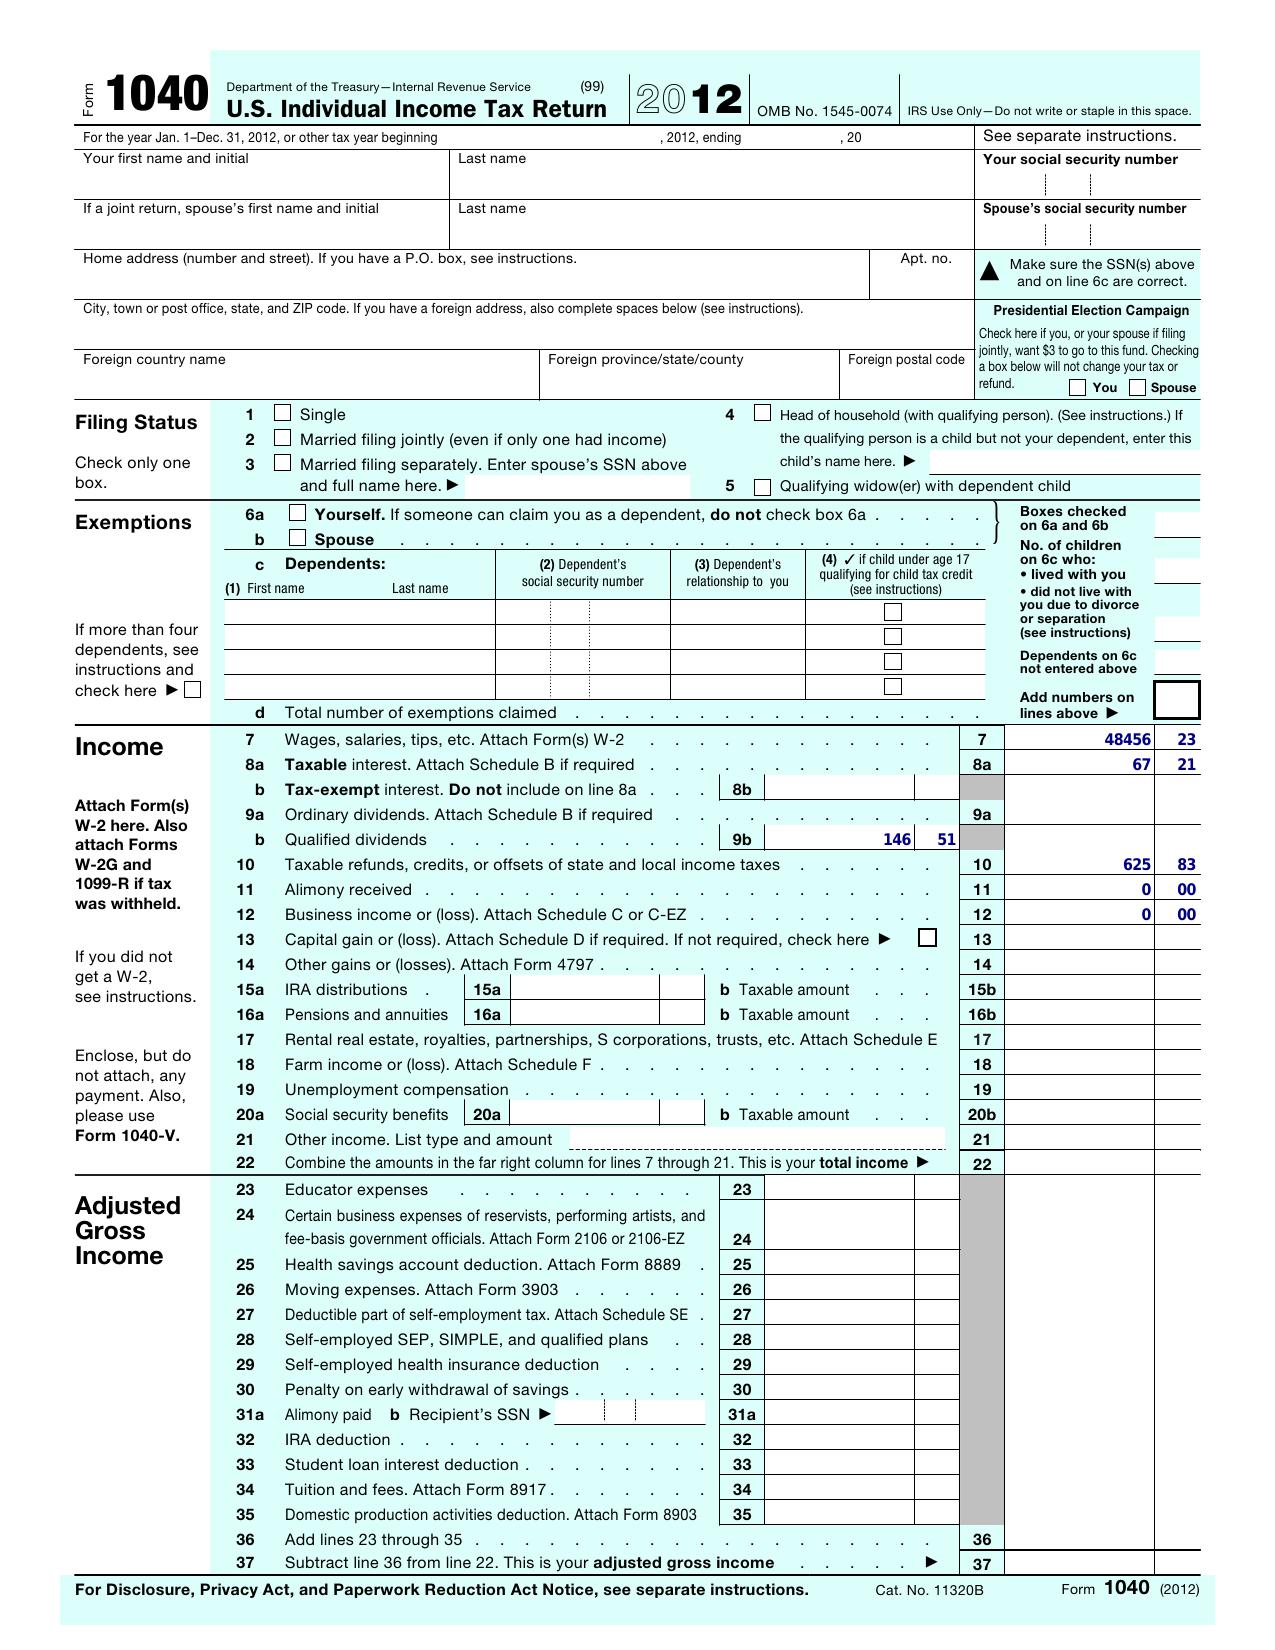 Form 1040 Department of the Treasury—Internal Revenue Service (99)
U.S. Individual Income Tax Return 2012 OMB No. 1545-0074 IRS Use Only—Do not write or staple in this space.
For the year Jan. 1–Dec. 31, 2012, or other tax year beginning , 2012, ending , 20 See separate instructions.
Your first name and initial Last name Your social security number
If a joint return, spouse's first name and initial Last name Spouse's social security number
Home address (number and street). If you have a P.O. box, see instructions. Apt. no.
▲ Make sure the SSN(s) above
and on line 6c are correct.
City, town or post office, state, and ZIP code. If you have a foreign address, also complete spaces below (see instructions).
Foreign country name Foreign province/state/county Foreign postal code
Presidential Election Campaign
Check here if you, or your spouse if filing
jointly, want $3 to go to this fund. Checking
a box below will not change your tax or
refund. You Spouse
Filing Status
Check only one
box.
1 Single
2 Married filing jointly (even if only one had income)
3 Married filing separately. Enter spouse's SSN above
and full name here. ▶
4 Head of household (with qualifying person). (See instructions.) If
the qualifying person is a child but not your dependent, enter this
child's name here. ▶
5 Qualifying widow(er) with dependent child
Exemptions
6a Yourself. If someone can claim you as a dependent, do not check box 6a . . . . .
b Spouse . . . . . . . . . . . . . . . . . . . . . . . .
c Dependents:
(1) First name Last name
(2) Dependent's
social security number
(3) Dependent's
relationship to you
(4) ✓ if child under age 17
qualifying for child tax credit
(see instructions)
If more than four
dependents, see
instructions and
check here ▶
d Total number of exemptions claimed . . . . . . . . . . . . . . . . .
Boxes checked
on 6a and 6b
No. of children
on 6c who:
• lived with you
• did not live with
you due to divorce
or separation
(see instructions)
Dependents on 6c
not entered above
Add numbers on
lines above ▶
Income
Attach Form(s)
W-2 here. Also
attach Forms
W-2G and
1099-R if tax
was withheld.
If you did not
get a W-2,
see instructions.
Enclose, but do
not attach, any
payment. Also,
please use
Form 1040-V.
7 Wages, salaries, tips, etc. Attach Form(s) W-2 . . . . . . . . . . . . 7 48456 23
8a Taxable interest. Attach Schedule B if required . . . . . . . . . . . . 8a 67 21
b Tax-exempt interest. Do not include on line 8a . . . 8b
9a Ordinary dividends. Attach Schedule B if required . . . . . . . . . . . 9a
b Qualified dividends . . . . . . . . . . . 9b 146 51
10 Taxable refunds, credits, or offsets of state and local income taxes . . . . . . 10 625 83
11 Alimony received . . . . . . . . . . . . . . . . . . . . . 11 0 00
12 Business income or (loss). Attach Schedule C or C-EZ . . . . . . . . . . 12 0 00
13 Capital gain or (loss). Attach Schedule D if required. If not required, check here ▶ 13
14 Other gains or (losses). Attach Form 4797 . . . . . . . . . . . . . . 14
15a IRA distributions . 15a b Taxable amount . . . 15b
16a Pensions and annuities 16a b Taxable amount . . . 16b
17 Rental real estate, royalties, partnerships, S corporations, trusts, etc. Attach Schedule E 17
18 Farm income or (loss). Attach Schedule F . . . . . . . . . . . . . . 18
19 Unemployment compensation . . . . . . . . . . . . . . . . . 19
20a Social security benefits 20a b Taxable amount . . . 20b
21 Other income. List type and amount 21
22 Combine the amounts in the far right column for lines 7 through 21. This is your total income ▶ 22
Adjusted
Gross
Income
23 Educator expenses . . . . . . . . . . 23
24 Certain business expenses of reservists, performing artists, and
fee-basis government officials. Attach Form 2106 or 2106-EZ 24
25 Health savings account deduction. Attach Form 8889 . 25
26 Moving expenses. Attach Form 3903 . . . . . . 26
27 Deductible part of self-employment tax. Attach Schedule SE . 27
28 Self-employed SEP, SIMPLE, and qualified plans . . 28
29 Self-employed health insurance deduction . . . . 29
30 Penalty on early withdrawal of savings . . . . . . 30
31a Alimony paid b Recipient's SSN ▶ 31a
32 IRA deduction . . . . . . . . . . . . . 32
33 Student loan interest deduction . . . . . . . . 33
34 Tuition and fees. Attach Form 8917 . . . . . . . 34
35 Domestic production activities deduction. Attach Form 8903 35
36 Add lines 23 through 35 . . . . . . . . . . . . . . . . . . . 36
37 Subtract line 36 from line 22. This is your adjusted gross income . . . . . ▶ 37
For Disclosure, Privacy Act, and Paperwork Reduction Act Notice, see separate instructions. Cat. No. 11320B Form 1040 (2012)